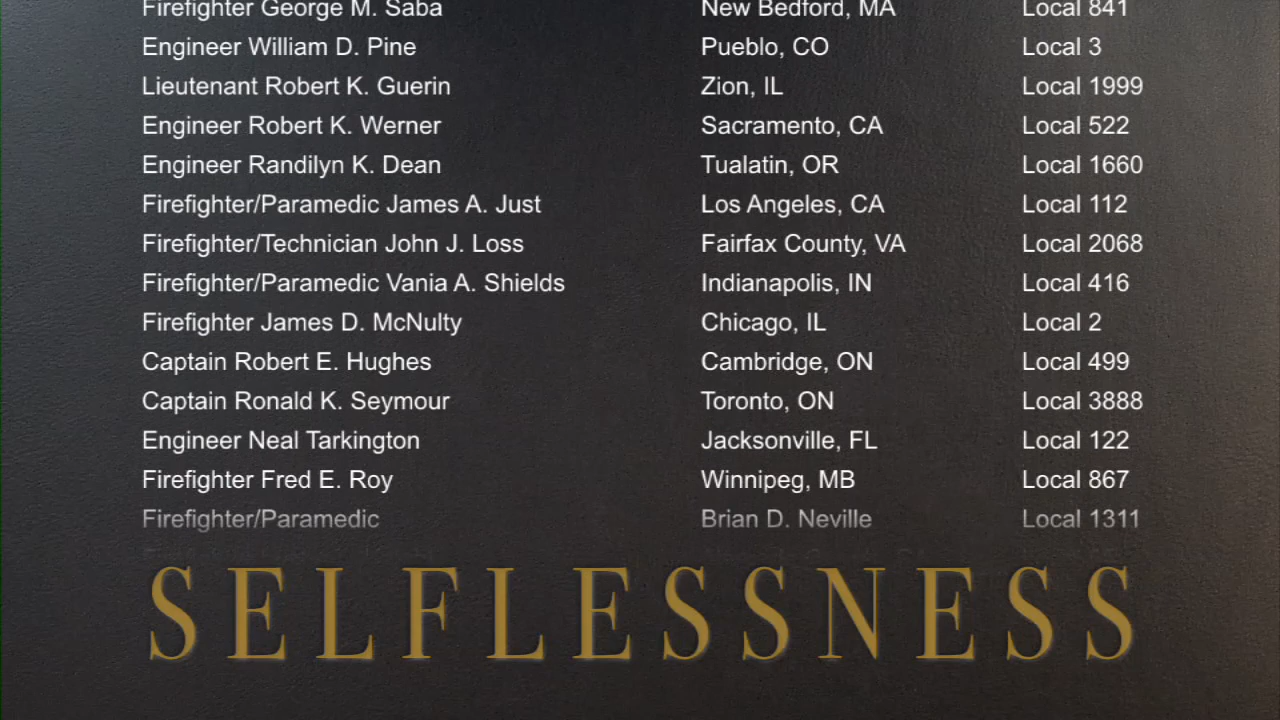 Firefighter George M. Saba New Bedford, MA Local 841
Engineer William D. Pine Pueblo, CO Local 3
Lieutenant Robert K. Guerin Zion, IL Local 1999
Engineer Robert K. Werner Sacramento, CA Local 522
Engineer Randilyn K. Dean Tualatin, OR Local 1660
Firefighter/Paramedic James A. Just Los Angeles, CA Local 112
Firefighter/Technician John J. Loss Fairfax County, VA Local 2068
Firefighter/Paramedic Vania A. Shields Indianapolis, IN Local 416
Firefighter James D. McNulty Chicago, IL Local 2
Captain Robert E. Hughes Cambridge, ON Local 499
Captain Ronald K. Seymour Toronto, ON Local 3888
Engineer Neal Tarkington Jacksonville, FL Local 122
Firefighter Fred E. Roy Winnipeg, MB Local 867
Firefighter/Paramedic Brian D. Neville Local 1311
SELFLESSNESS